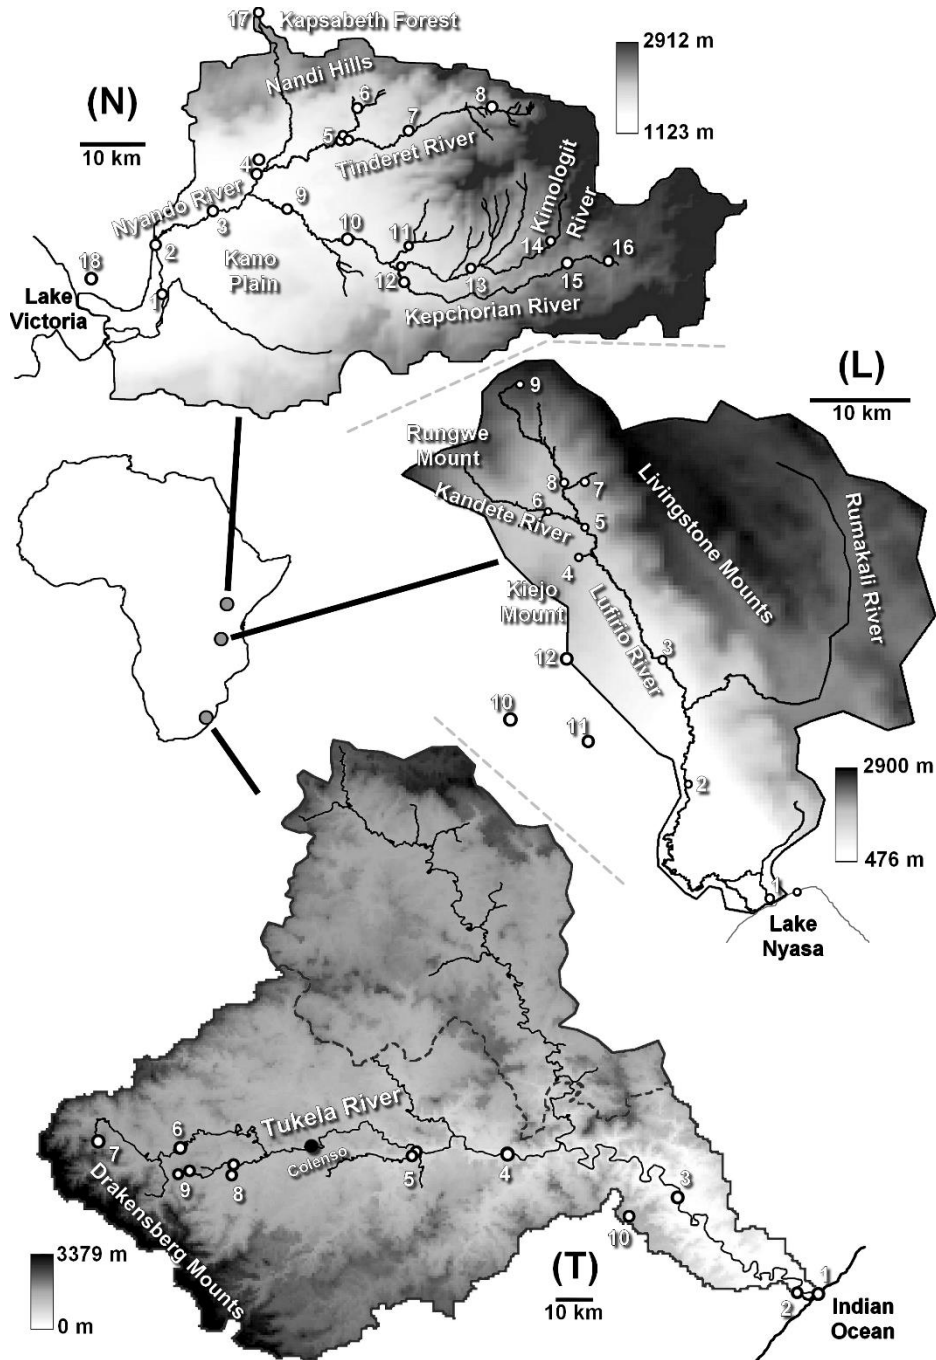 17
Kapsabeth Forest
2912 m
1123 m
(N)
10 km
Nandi Hills
6
8
7
5
Tinderet River
4
Nyando River
9
3
2
10
11
Kimologit
River
14
16
15
12
13
18
Kano
Plain
Lake
Victoria
1
Kepchorian River
(L)
10 km
9
Rungwe
Mount
8
7
6
Kandete River
5
4
Livingstone Mounts
Rumakali River
Kiejo
Mount
Lufirio River
12
3
10
11
2
2900 m
476 m
1
Lake
Nyasa
Tukela River
6
7
Colenso
9
8
5
4
3
10
Drakensberg Mounts
3379 m
0 m
(T)
10 km
1
2
Indian
Ocean